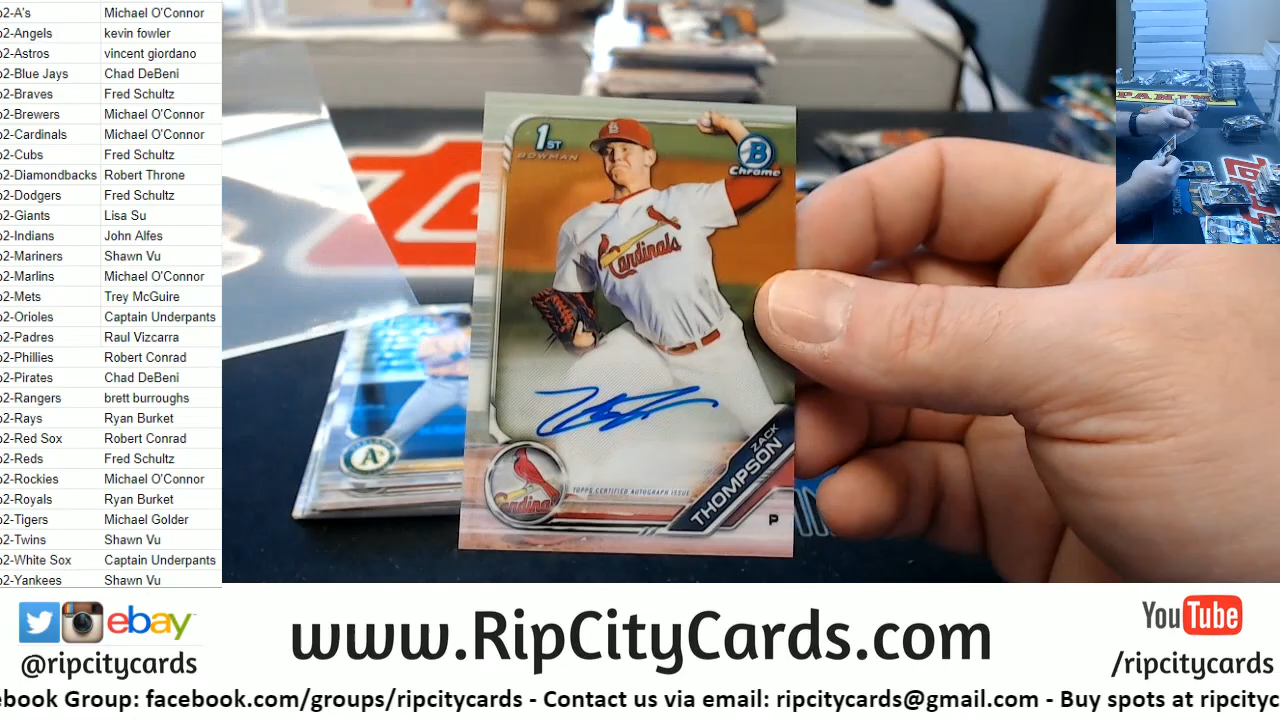 o2-A's Michael O'Connor
o2-Angels kevin fowler
o2-Astros vincent giordano
o2-Blue Jays Chad DeBeni
o2-Braves Fred Schultz
o2-Brewers Michael O'Connor
o2-Cardinals Michael O'Connor
o2-Cubs Fred Schultz
o2-Diamondbacks Robert Throne
o2-Dodgers Fred Schultz
o2-Giants Lisa Su
o2-Indians John Alfes
o2-Mariners Shawn Vu
o2-Marlins Michael O'Connor
o2-Mets Trey McGuire
o2-Orioles Captain Underpants
o2-Padres Raul Vizcarra
o2-Phillies Robert Conrad
o2-Pirates Chad DeBeni
o2-Rangers brett burroughs
o2-Rays Ryan Burket
o2-Red Sox Robert Conrad
o2-Reds Fred Schultz
o2-Rockies Michael O'Connor
o2-Royals Ryan Burket
o2-Tigers Michael Golder
o2-Twins Shawn Vu
o2-White Sox Captain Underpants
o2-Yankees Shawn Vu
1ST
BOWMAN
B
Chrome
Cardinals
ZACK
THOMPSON
P
Cardinals
TOPPS CERTIFIED AUTOGRAPH ISSUE
A's
PANINI
ebay
@ripcitycards
www.RipCityCards.com
YouTube
/ripcitycards
ebook Group: facebook.com/groups/ripcitycards - Contact us via email: ripcitycards@gmail.com - Buy spots at ripcityc